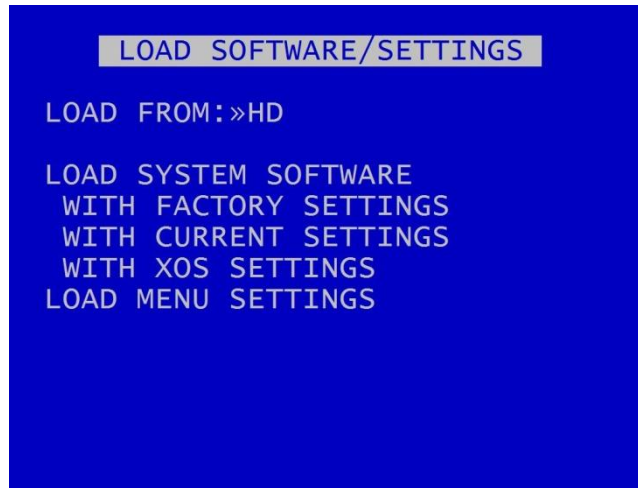 LOAD SOFTWARE/SETTINGS
LOAD FROM:»HD
LOAD SYSTEM SOFTWARE
WITH FACTORY SETTINGS
WITH CURRENT SETTINGS
WITH XOS SETTINGS
LOAD MENU SETTINGS